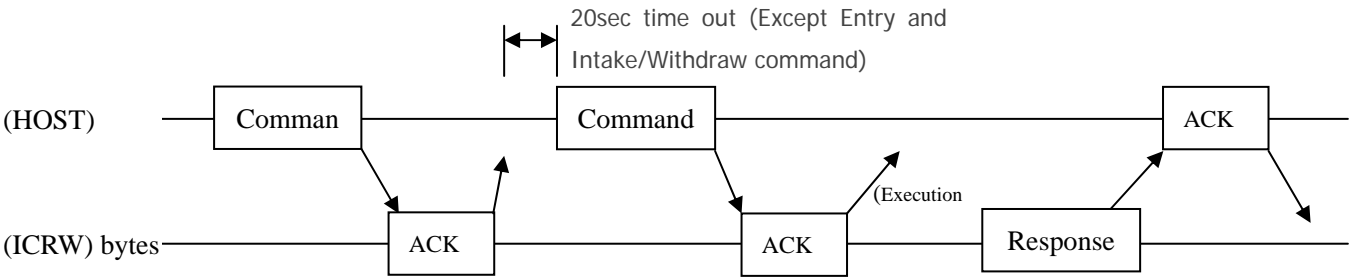 20sec time out (Except Entry and
Intake/Withdraw command)
(HOST)
Comman
Command
ACK
(Execution
(ICRW) bytes
ACK
ACK
Response